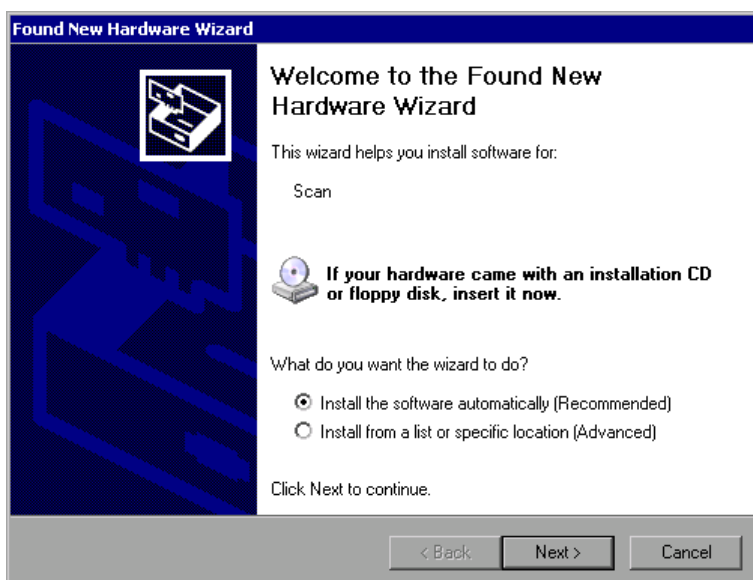 Found New Hardware Wizard
Welcome to the Found New
Hardware Wizard
This wizard helps you install software for:
Scan
If your hardware came with an installation CD
or floppy disk, insert it now.
What do you want the wizard to do?
Install the software automatically (Recommended)
Install from a list or specific location (Advanced)
Click Next to continue.
< Back
Next >
Cancel